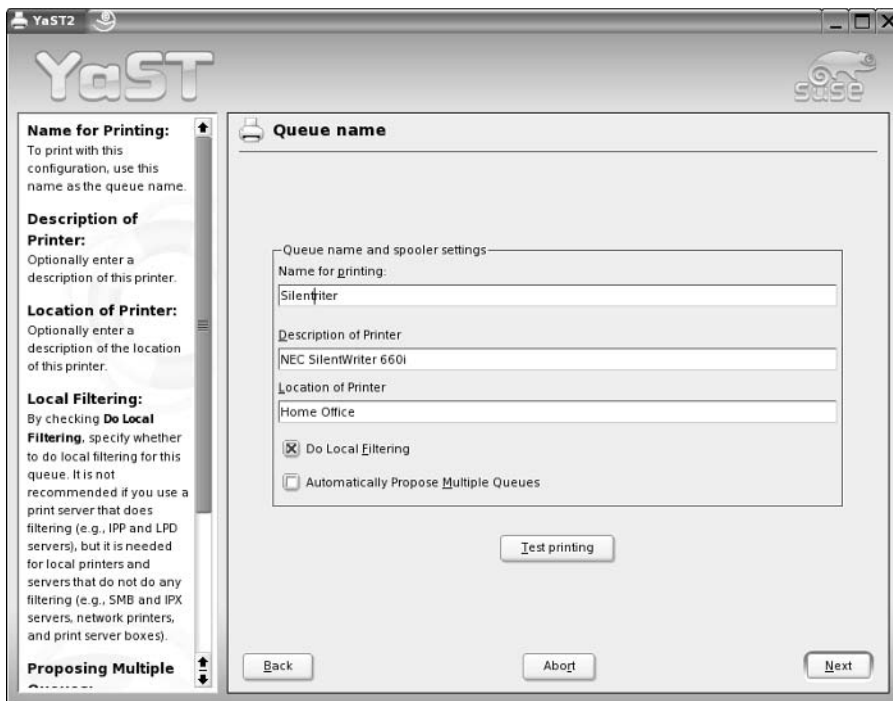 YaST2
YaST
suse
Name for Printing:
To print with this
configuration, use this
name as the queue name.
Description of
Printer:
Optionally enter a
description of this printer.
Location of Printer:
Optionally enter a
description of the location
of this printer.
Local Filtering:
By checking Do Local
Filtering, specify whether
to do local filtering for this
queue. It is not
recommended if you use a
print server that does
filtering (e.g., IPP and LPD
servers), but it is needed
for local printers and
servers that do not do any
filtering (e.g., SMB and IPX
servers, network printers,
and print server boxes).
Proposing Multiple
Queue name
Queue name and spooler settings
Name for printing:
Silentriter
Description of Printer
NEC SilentWriter 660i
Location of Printer
Home Office
Do Local Filtering
Automatically Propose Multiple Queues
Test printing
Back
Abort
Next